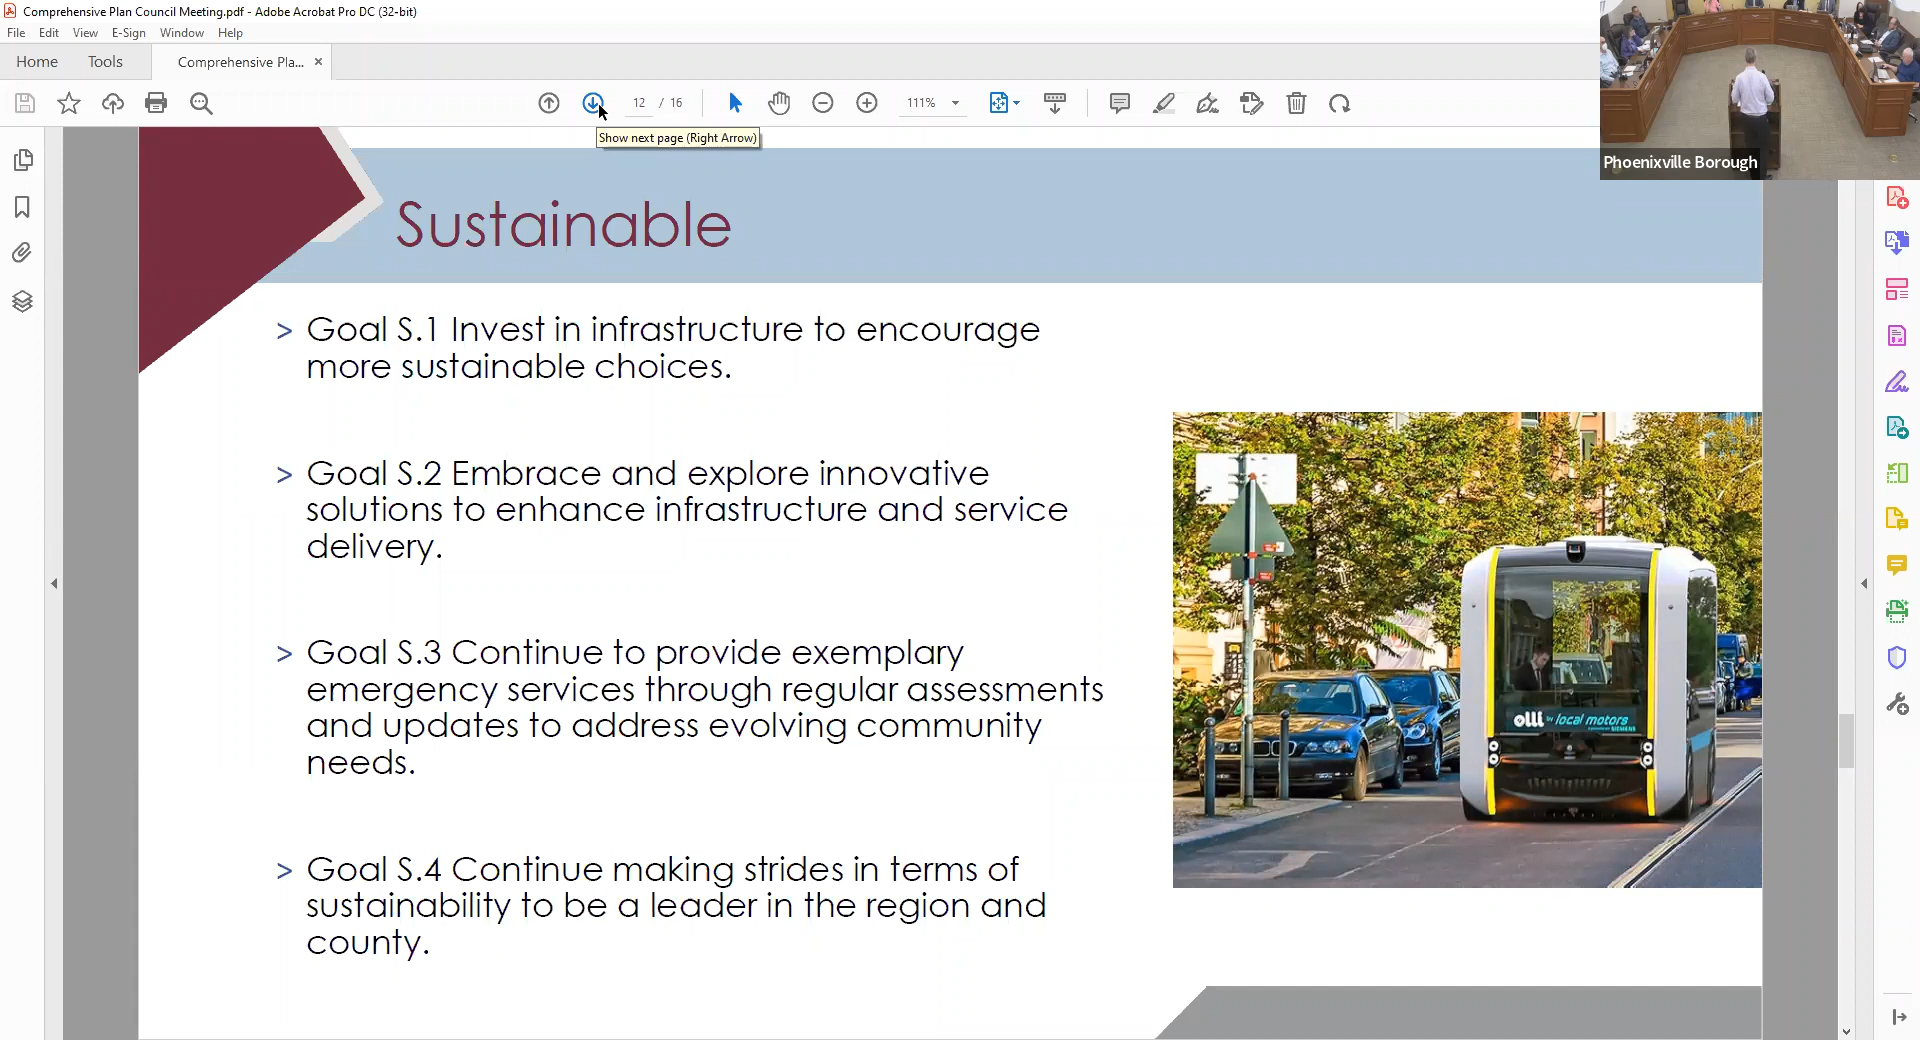 Comprehensive Plan Council Meeting.pdf - Adobe Acrobat Pro DC (32-bit)
File Edit View E-Sign Window Help
Home Tools Comprehensive Pla... ×
12 / 16 111%
Show next page (Right Arrow)
Phoenixville Borough
Sustainable
> Goal S.1 Invest in infrastructure to encourage
more sustainable choices.
> Goal S.2 Embrace and explore innovative
solutions to enhance infrastructure and service
delivery.
> Goal S.3 Continue to provide exemplary
emergency services through regular assessments
and updates to address evolving community
needs.
> Goal S.4 Continue making strides in terms of
sustainability to be a leader in the region and
county.
olli by local motors
SIEMENS